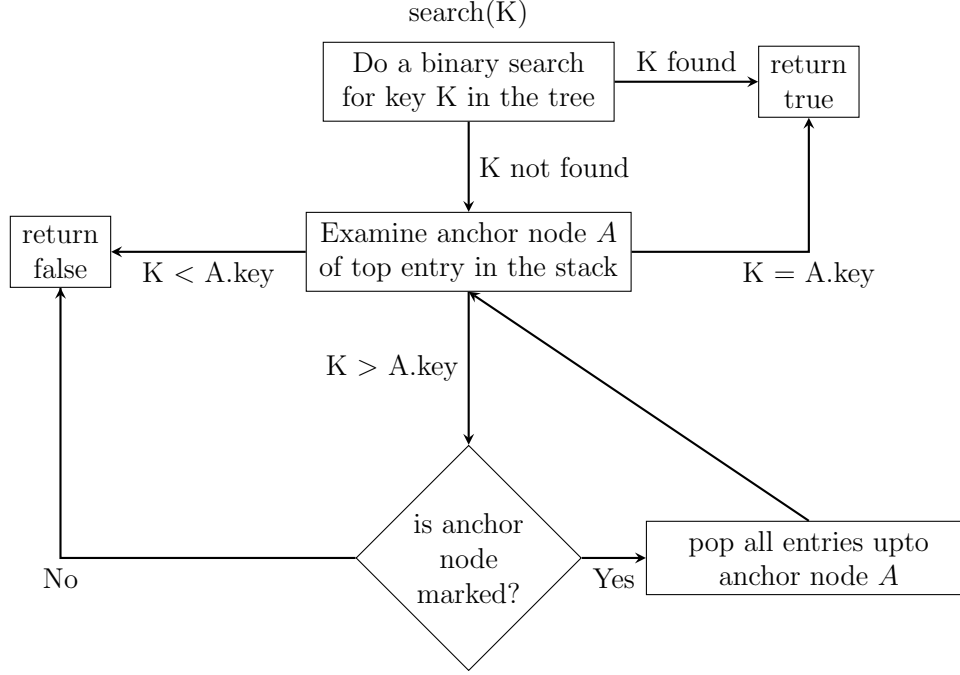 search(K)
Do a binary search
for key K in the tree
K found
return
true
K not found
return
false
Examine anchor node A
of top entry in the stack
K < A.key
K = A.key
K > A.key
is anchor
node
marked?
No
Yes
pop all entries upto
anchor node A